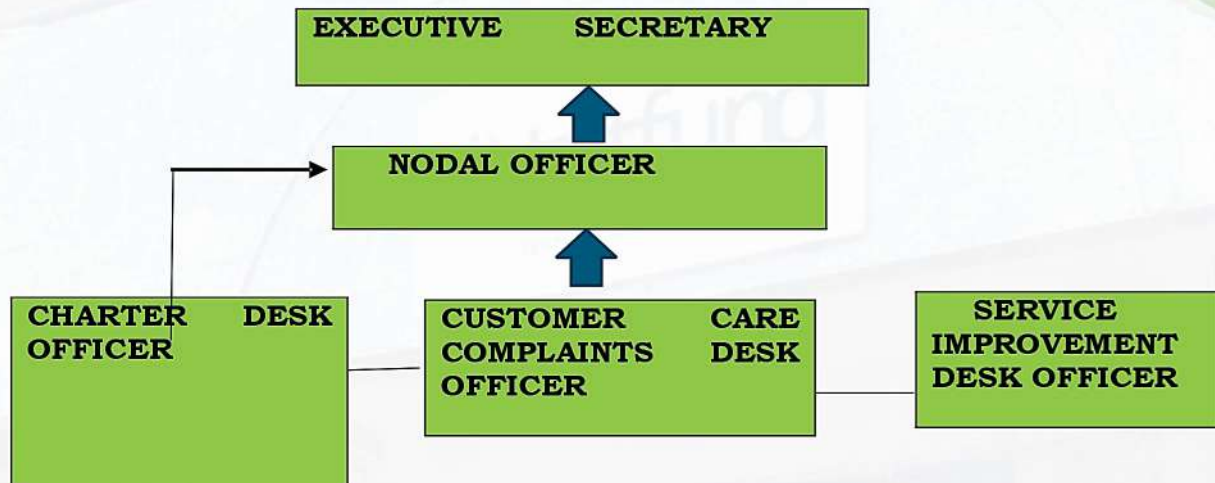 EXECUTIVE SECRETARY
NODAL OFFICER
CHARTER DESK
OFFICER
CUSTOMER CARE
COMPLAINTS DESK
OFFICER
SERVICE
IMPROVEMENT
DESK OFFICER